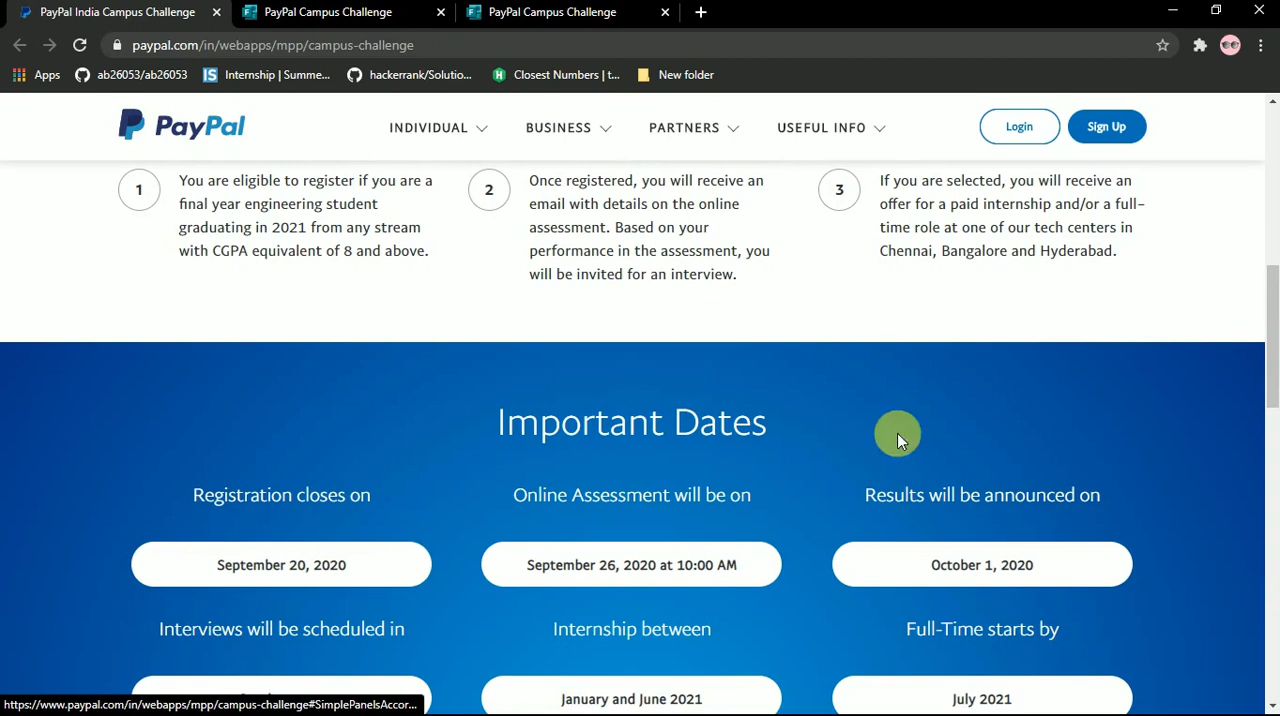 PayPal India Campus Challenge
PayPal Campus Challenge
PayPal Campus Challenge
paypal.com/in/webapps/mpp/campus-challenge
Apps
ab26053/ab26053
Internship | Summe...
hackerrank/Solutio...
Closest Numbers | t...
New folder
PayPal
INDIVIDUAL
BUSINESS
PARTNERS
USEFUL INFO
Login
Sign Up
1
You are eligible to register if you are a
final year engineering student
graduating in 2021 from any stream
with CGPA equivalent of 8 and above.
2
Once registered, you will receive an
email with details on the online
assessment. Based on your
performance in the assessment, you
will be invited for an interview.
3
If you are selected, you will receive an
offer for a paid internship and/or a full-
time role at one of our tech centers in
Chennai, Bangalore and Hyderabad.
Important Dates
Registration closes on
Online Assessment will be on
Results will be announced on
September 20, 2020
September 26, 2020 at 10:00 AM
October 1, 2020
Interviews will be scheduled in
Internship between
Full-Time starts by
January and June 2021
July 2021
https://www.paypal.com/in/webapps/mpp/campus-challenge#SimplePanelsAccor...